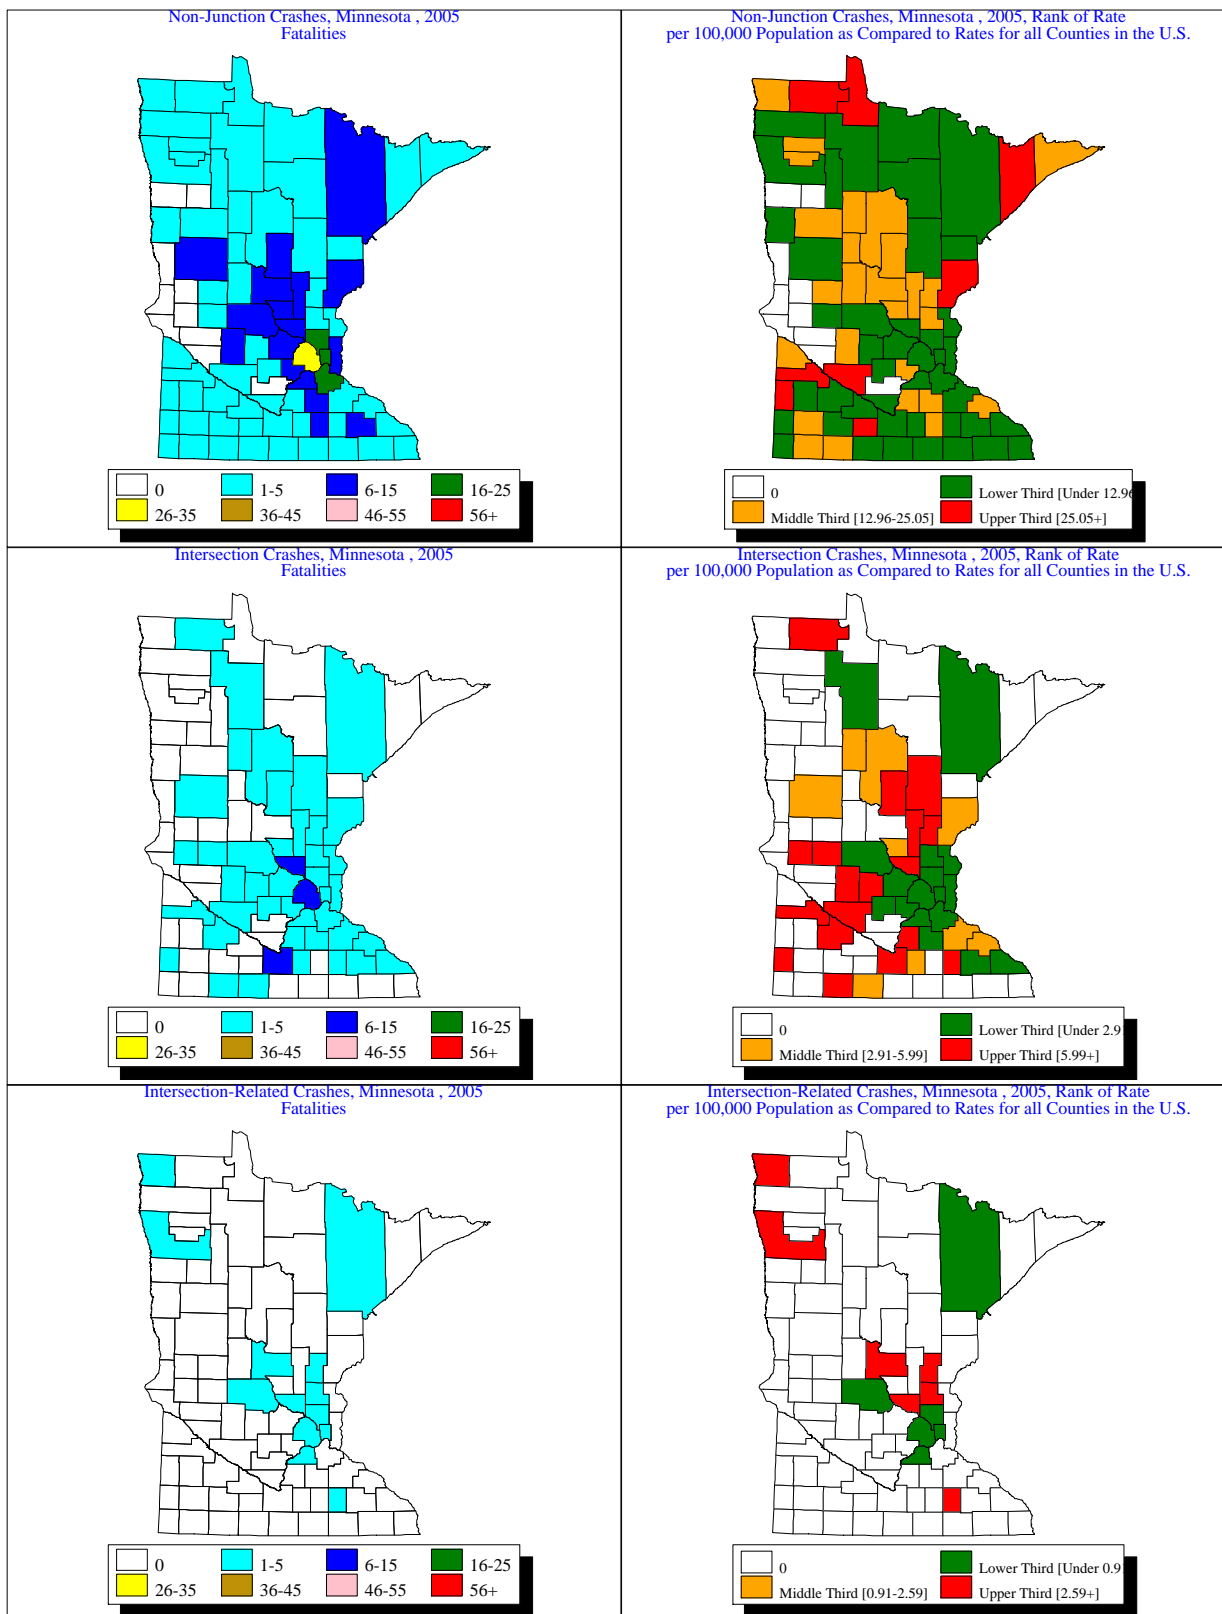 Non-Junction Crashes, Minnesota , 2005
Fatalities
0
1-5
6-15
16-25
26-35
36-45
46-55
56+
Non-Junction Crashes, Minnesota , 2005, Rank of Rate
per 100,000 Population as Compared to Rates for all Counties in the U.S.
0
Lower Third [Under 12.96
Middle Third [12.96-25.05]
Upper Third [25.05+]
Intersection Crashes, Minnesota , 2005
Fatalities
0
1-5
6-15
16-25
26-35
36-45
46-55
56+
Intersection Crashes, Minnesota , 2005, Rank of Rate
per 100,000 Population as Compared to Rates for all Counties in the U.S.
0
Lower Third [Under 2.91
Middle Third [2.91-5.99]
Upper Third [5.99+]
Intersection-Related Crashes, Minnesota , 2005
Fatalities
0
1-5
6-15
16-25
26-35
36-45
46-55
56+
Intersection-Related Crashes, Minnesota , 2005, Rank of Rate
per 100,000 Population as Compared to Rates for all Counties in the U.S.
0
Lower Third [Under 0.91
Middle Third [0.91-2.59]
Upper Third [2.59+]